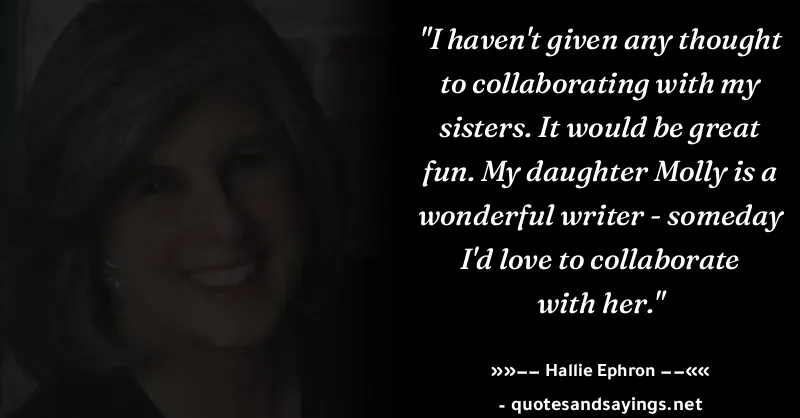 "I haven't given any thought
to collaborating with my
sisters. It would be great
fun. My daughter Molly is a
wonderful writer - someday
I'd love to collaborate
with her."
»»−− Hallie Ephron −−««
- quotesandsayings.net